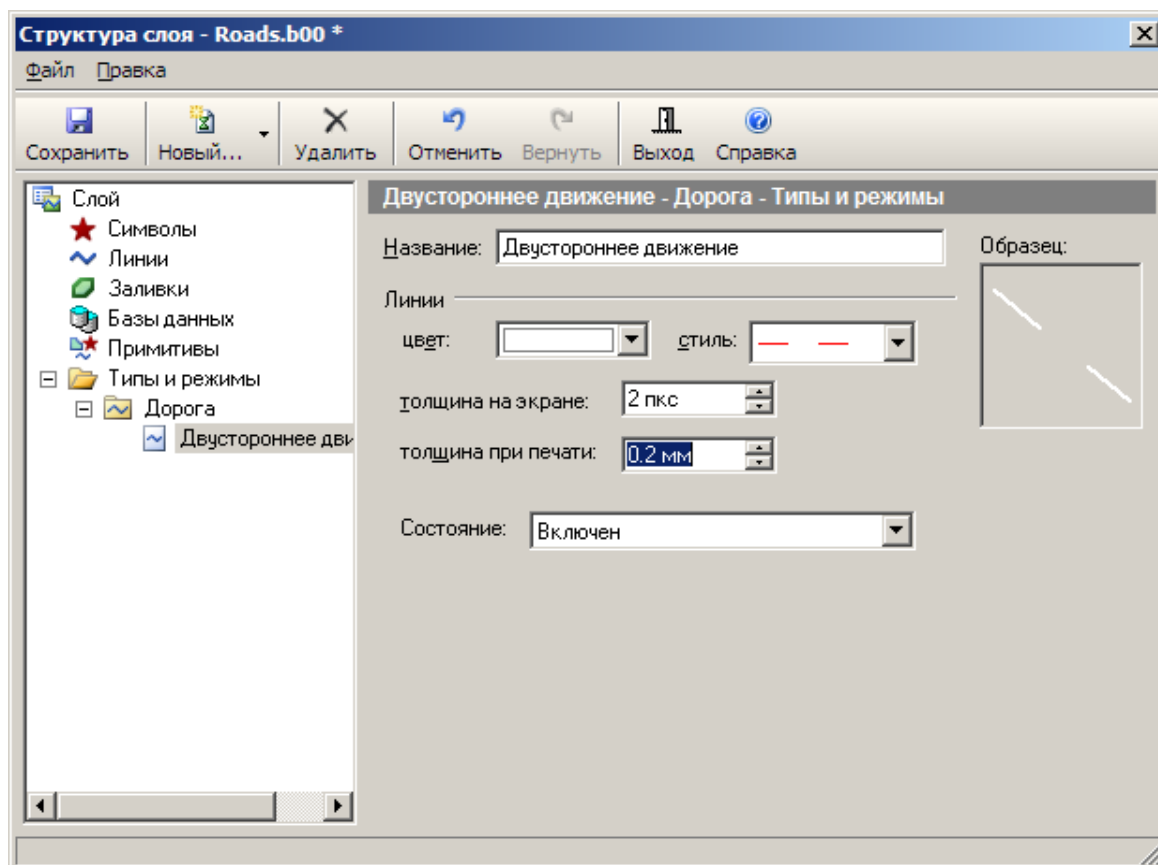 Структура слоя - Roads.b00 *
Файл Правка
Сохранить Новый... Удалить Отменить Вернуть Выход Справка
Слой
Символы
Линии
Заливки
Базы данных
Примитивы
Типы и режимы
Дорога
Двустороннее дви
Двустороннее движение - Дорога - Типы и режимы
Название: Двустороннее движение
Образец:
Линии
цвет: стиль:
толщина на экране: 2 пкс
толщина при печати: 0.2 мм
Состояние: Включен